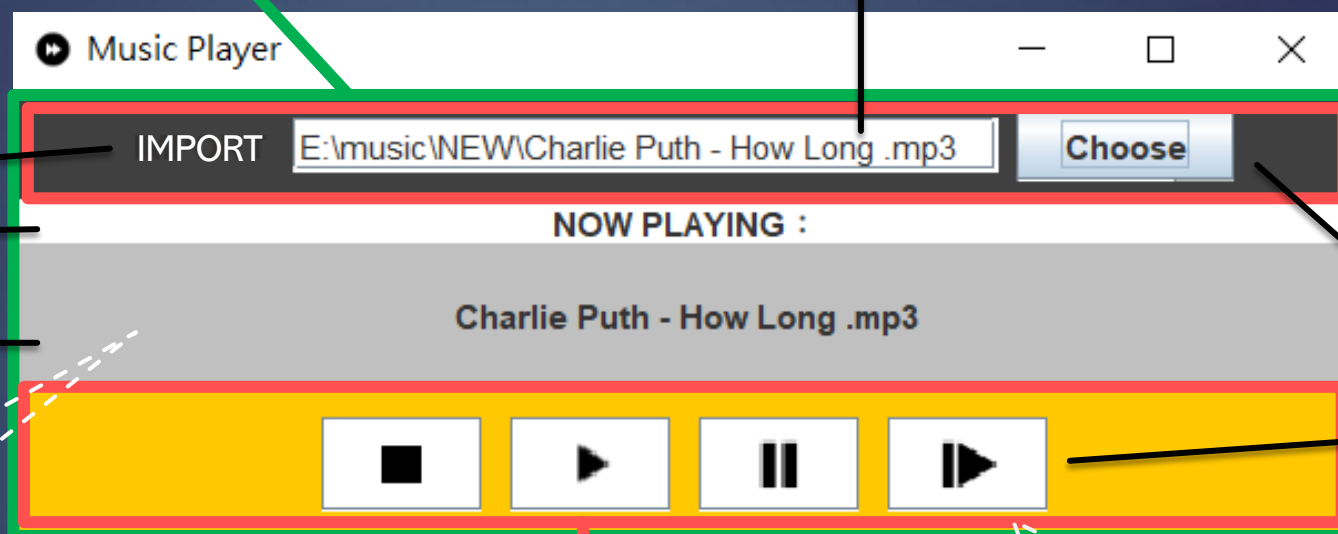 Music Player
IMPORT E:\music\NEW\Charlie Puth - How Long .mp3 Choose
NOW PLAYING：
Charlie Puth - How Long .mp3